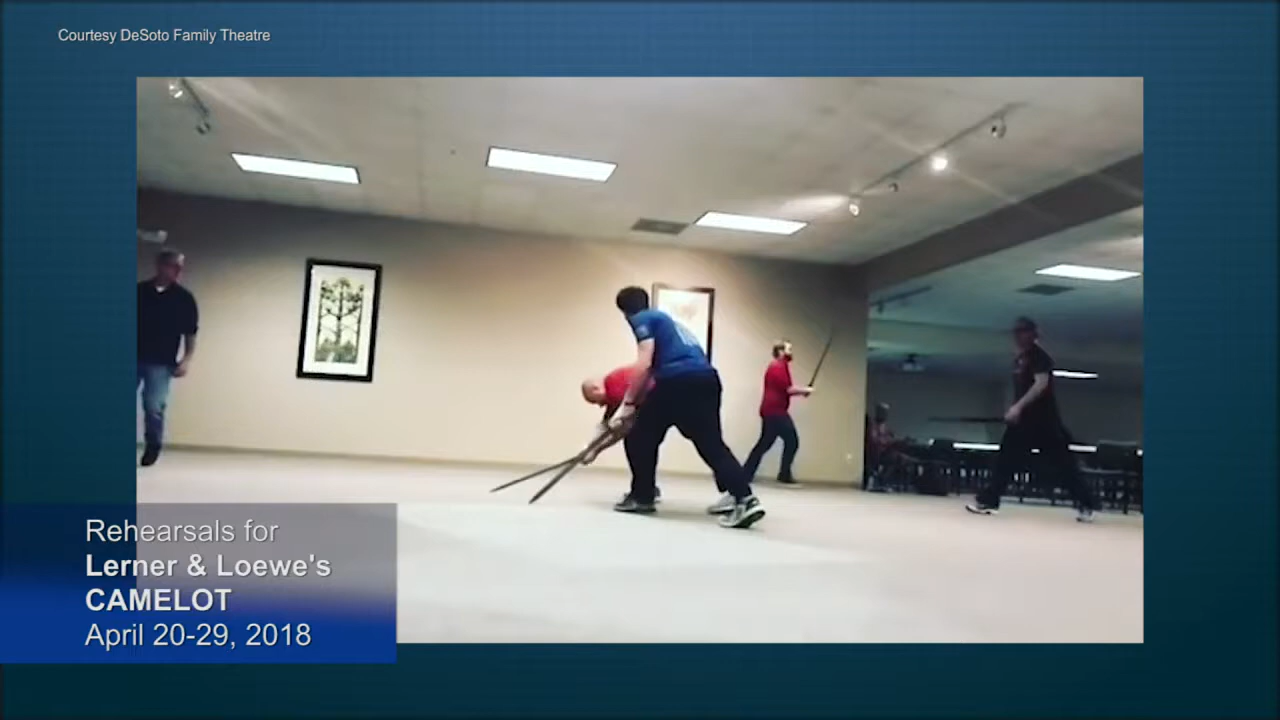 Courtesy DeSoto Family Theatre
Rehearsals for
Lerner & Loewe's
CAMELOT
April 20-29, 2018